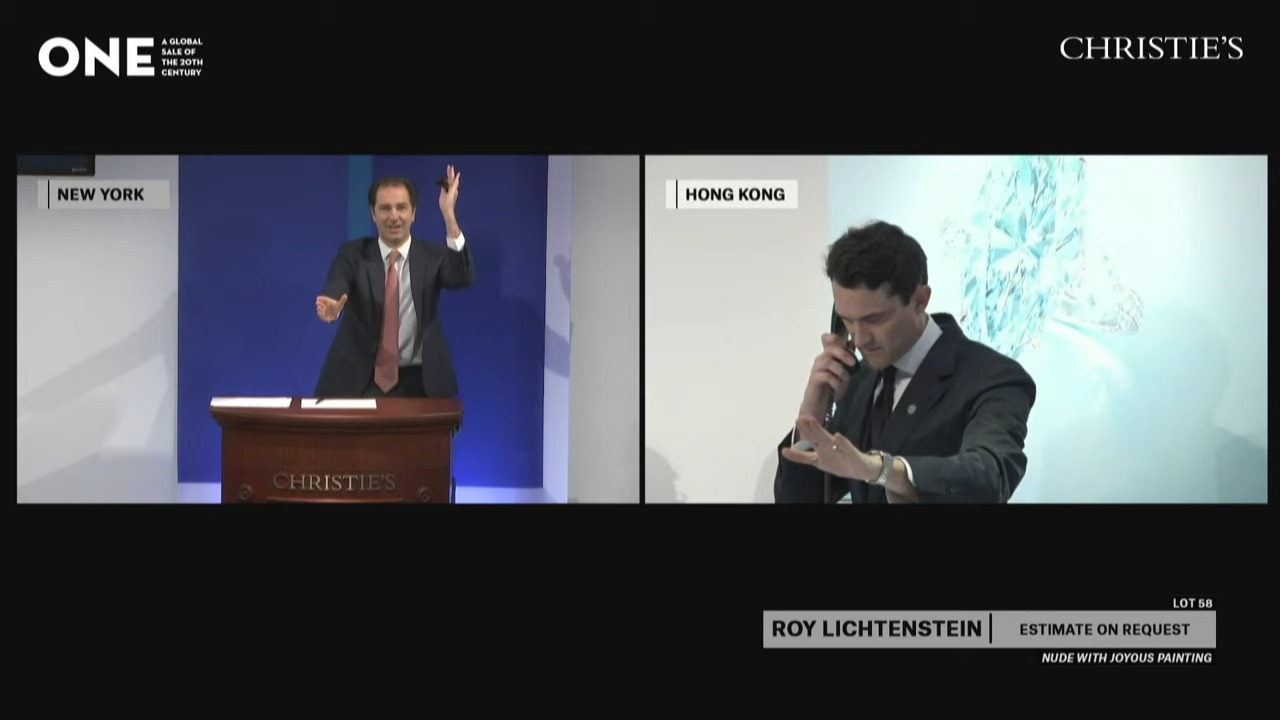 ONE
A GLOBAL
SALE OF
THE 20TH
CENTURY
CHRISTIE'S
NEW YORK
HONG KONG
CHRISTIE'S
LOT 58
ROY LICHTENSTEIN
ESTIMATE ON REQUEST
NUDE WITH JOYOUS PAINTING